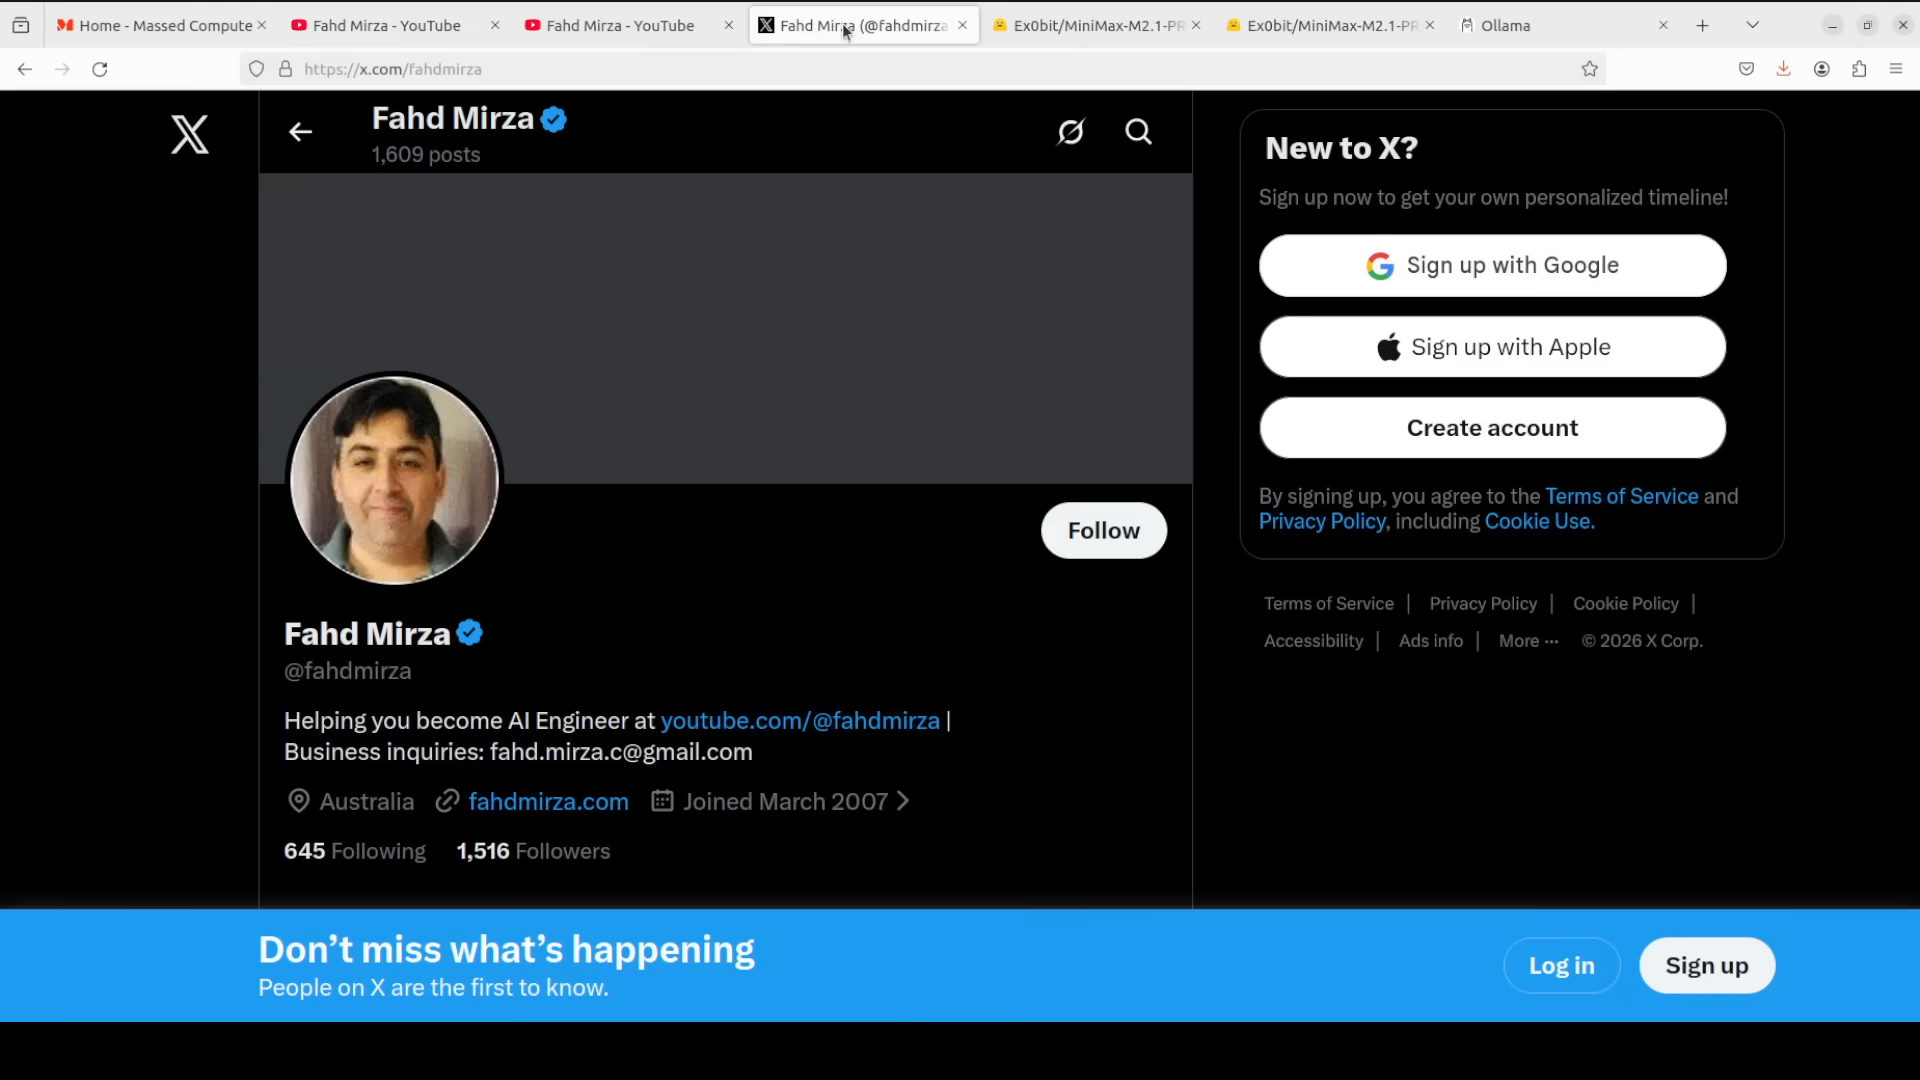 Home - Massed Compute
Fahd Mirza - YouTube
Fahd Mirza - YouTube
Fahd Mirza (@fahdmirza
Ex0bit/MiniMax-M2.1-PR
Ex0bit/MiniMax-M2.1-PR
Ollama
https://x.com/fahdmirza
Fahd Mirza
1,609 posts
Follow
Fahd Mirza
@fahdmirza
Helping you become AI Engineer at youtube.com/@fahdmirza |
Business inquiries: fahd.mirza.c@gmail.com
Australia fahdmirza.com Joined March 2007
645 Following 1,516 Followers
New to X?
Sign up now to get your own personalized timeline!
Sign up with Google
Sign up with Apple
Create account
By signing up, you agree to the Terms of Service and
Privacy Policy, including Cookie Use.
Terms of Service | Privacy Policy | Cookie Policy |
Accessibility | Ads info | More ··· © 2026 X Corp.
Don’t miss what’s happening
People on X are the first to know.
Log in
Sign up